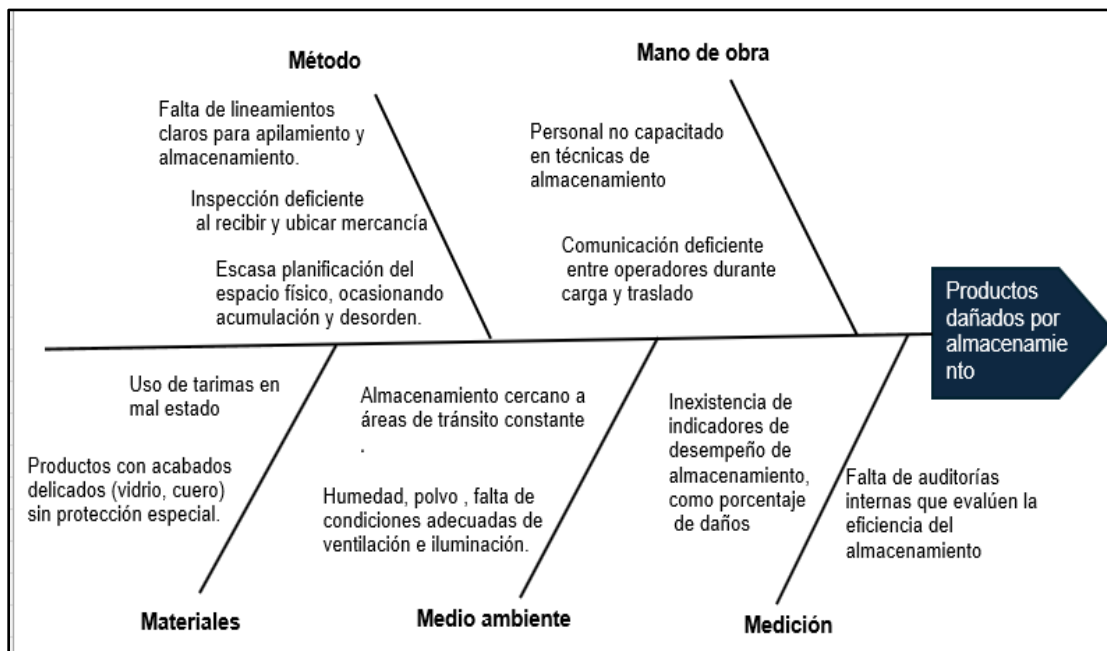 Método
Falta de lineamientos
claros para apilamiento y
almacenamiento.
Inspección deficiente
al recibir y ubicar mercancía
Escasa planificación del
espacio físico, ocasionando
acumulación y desorden.
Mano de obra
Personal no capacitado
en técnicas de
almacenamiento
Comunicación deficiente
entre operadores durante
carga y traslado
Productos
dañados por
almacenamie
nto
Uso de tarimas en
mal estado
Productos con acabados
delicados (vidrio, cuero)
sin protección especial.
Materiales
Almacenamiento cercano a
áreas de tránsito constante
.
Humedad, polvo , falta de
condiciones adecuadas de
ventilación e iluminación.
Medio ambiente
Inexistencia de
indicadores de
desempeño de
almacenamiento,
como porcentaje
de daños
Falta de auditorías
internas que evalúen la
eficiencia del
almacenamiento
Medición